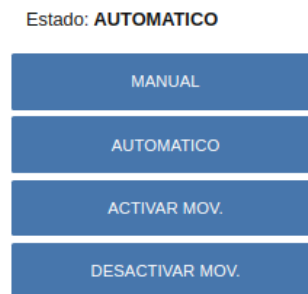 Estado: AUTOMATICO
MANUAL
AUTOMATICO
ACTIVAR MOV.
DESACTIVAR MOV.